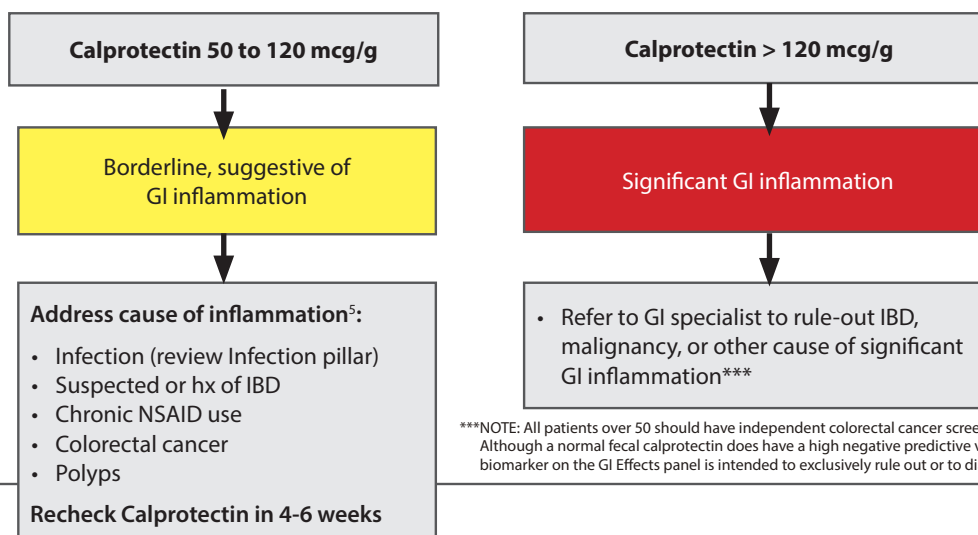 Calprotectin 50 to 120 mcg/g
Borderline, suggestive of
GI inflammation
Address cause of inflammation⁵:
• Infection (review Infection pillar)
• Suspected or hx of IBD
• Chronic NSAID use
• Colorectal cancer
• Polyps
Recheck Calprotectin in 4-6 weeks
Calprotectin > 120 mcg/g
Significant GI inflammation
• Refer to GI specialist to rule-out IBD,
malignancy, or other cause of significant
GI inflammation***
***NOTE: All patients over 50 should have independent colorectal cancer
Although a normal fecal calprotectin does have a high negative predictive
biomarker on the GI Effects panel is intended to exclusively rule out or to